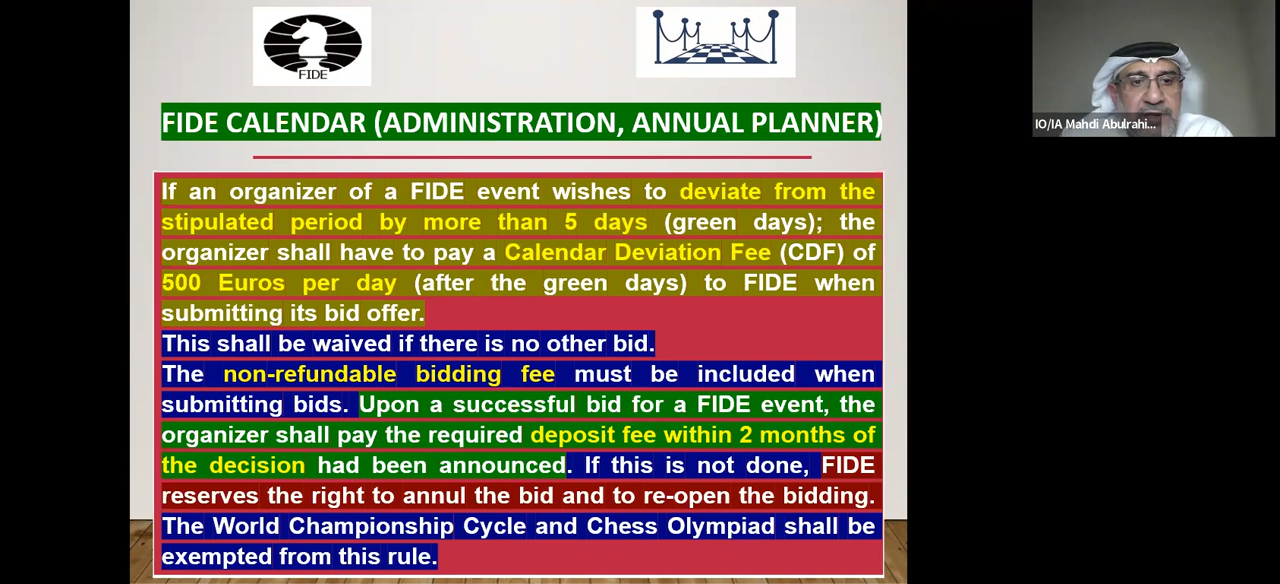 FIDE
FIDE CALENDAR (ADMINISTRATION, ANNUAL PLANNER)
If an organizer of a FIDE event wishes to deviate from the
stipulated period by more than 5 days (green days); the
organizer shall have to pay a Calendar Deviation Fee (CDF) of
500 Euros per day (after the green days) to FIDE when
submitting its bid offer.
This shall be waived if there is no other bid.
The non-refundable bidding fee must be included when
submitting bids. Upon a successful bid for a FIDE event, the
organizer shall pay the required deposit fee within 2 months of
the decision had been announced. If this is not done, FIDE
reserves the right to annul the bid and to re-open the bidding.
The World Championship Cycle and Chess Olympiad shall be
exempted from this rule.
IO/IA Mahdi Abulrahi...